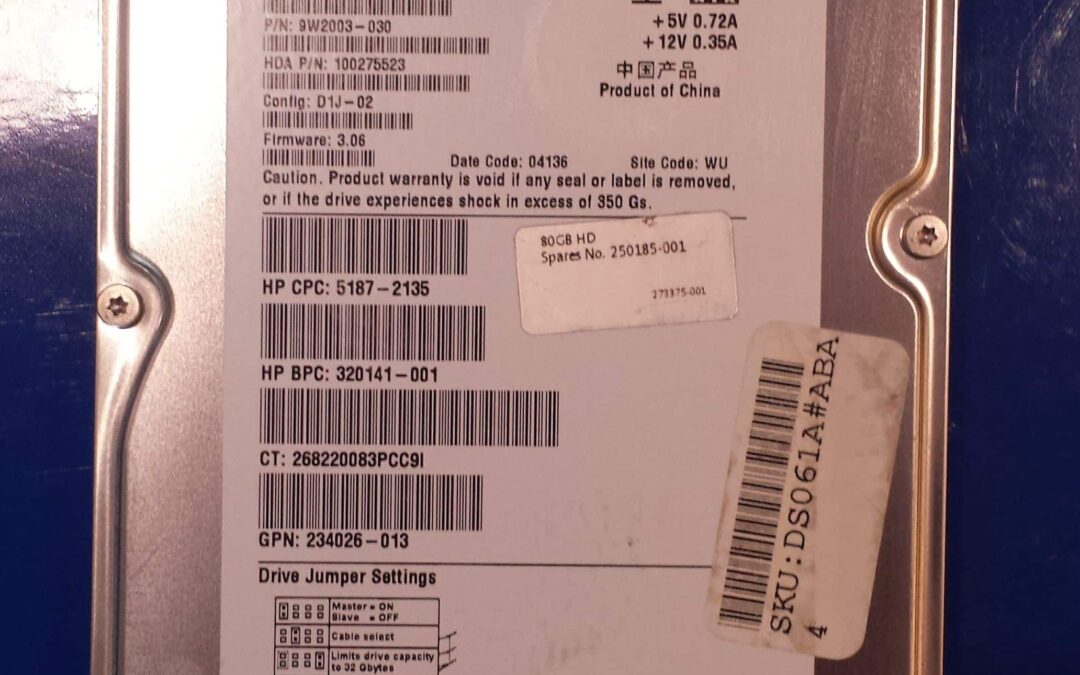 P/N: 9W2003-030
+5V 0.72A
+12V 0.35A
HDA P/N: 100275523
中国产品
Product of China
Config: D1J-02
Firmware: 3.06
Date Code: 04136
Site Code: WU
Caution. Product warranty is void if any seal or label is removed,
or if the drive experiences shock in excess of 350 Gs.
80GB HD
Spares No. 250185-001
273375-001
HP CPC: 5187-2135
HP BPC: 320141-001
CT: 268220083PCC9I
GPN: 234026-013
SKU:DS061A#ABA
4
Drive Jumper Settings
Master = ON
Slave = OFF
Cable select
Limits drive capacity
to 32 Gbytes